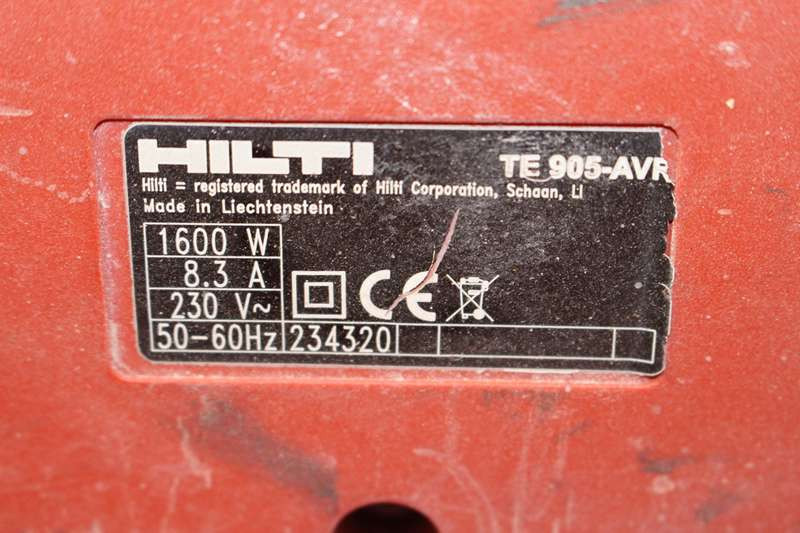 HILTI TE 905-AVR
Hilti = registered trademark of Hilti Corporation, Schaan, LI
Made in Liechtenstein
1600 W
8.3 A
230 V~
CE
50-60Hz 234320